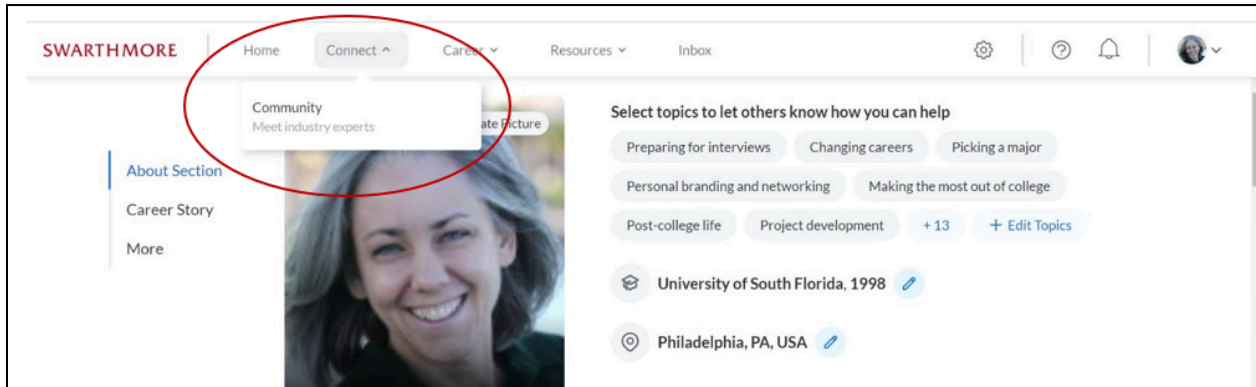 SWARTHMORE Home Connect Career Resources Inbox
Community
Meet industry experts
About Section
Career Story
More
ate Picture
Select topics to let others know how you can help
Preparing for interviews Changing careers Picking a major
Personal branding and networking Making the most out of college
Post-college life Project development + 13 + Edit Topics
University of South Florida, 1998
Philadelphia, PA, USA